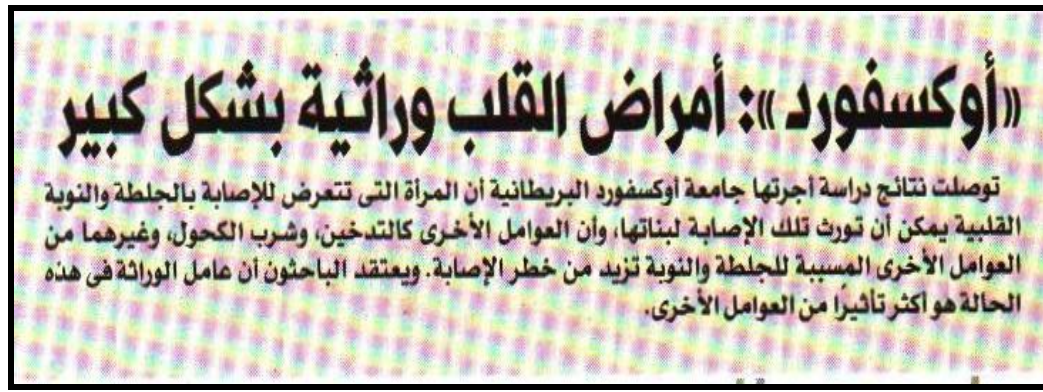 «أوكسفورد»: أمراض القلب وراثية بشكل كبير
توصلت نتائج دراسة أجرتها جامعة أوكسفورد البريطانية أن المرأة التى تتعرض للإصابة بالجلطة والنوبة
القلبية يمكن أن تورث تلك الإصابة لبناتها، وأن العوامل الأخرى كالتدخين، وشرب الكحول، وغيرهما من
العوامل الأخرى المسببة للجلطة والنوبة تزيد من خطر الإصابة. ويعتقد الباحثون أن عامل الوراثة فى هذه
الحالة هو أكثر تأثيرًا من العوامل الأخرى.